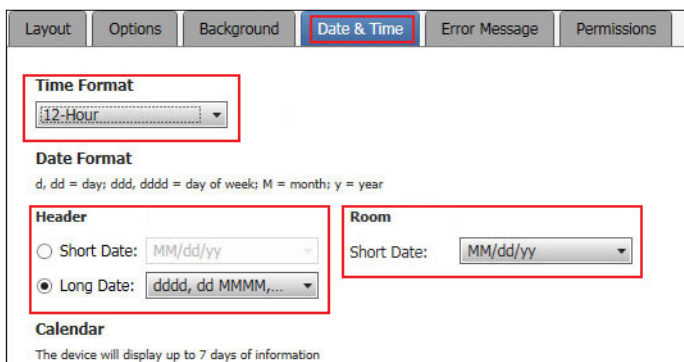 Layout Options Background Date & Time Error Message Permissions
Time Format
12-Hour
Date Format
d, dd = day; ddd, dddd = day of week; M = month; y = year
Header
Short Date: MM/dd/yy
Long Date: dddd, dd MMMM,...
Room
Short Date: MM/dd/yy
Calendar
The device will display up to 7 days of information